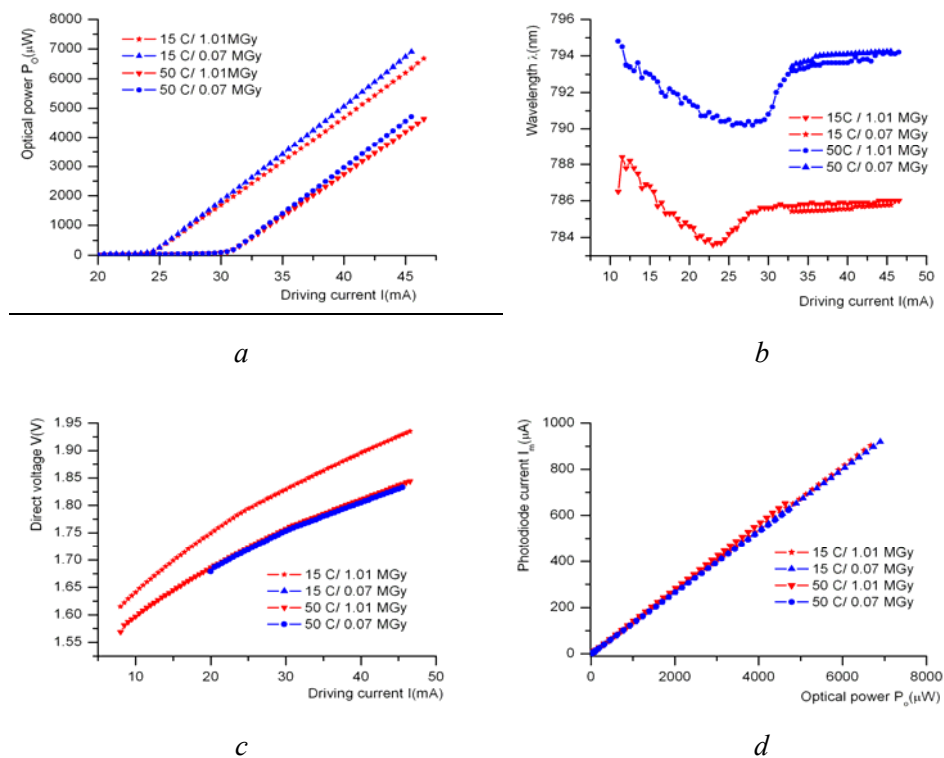 8000
7000
6000
5000
4000
3000
2000
1000
0
Optical power Po(μW)
15 C/ 1.01MGy
15 C/ 0.07 MGy
50 C/1.01MGy
50 C/ 0.07 MGy
20 25 30 35 40 45
Driving current I(mA)
a
796
794
792
790
788
786
784
Wavelength λ(nm)
15C / 1.01 MGy
15 C/ 0.07 MGy
50C/ 1.01 MGy
50 C/ 0.07 MGy
10 15 20 25 30 35 40 45 50
Driving current I(mA)
b
1.95
1.90
1.85
1.80
1.75
1.70
1.65
1.60
1.55
Direct voltage V(V)
15 C/ 1.01 MGy
15 C/ 0.07 MGy
50 C/ 1.01 MGy
50 C/ 0.07 MGy
10 20 30 40 50
Driving current I(mA)
c
1000
800
600
400
200
0
Photodiode current Im(μA)
15 C/ 1.01 MGy
15 C/ 0.07 MGy
50 C/ 1.01 MGy
50 C/ 0.07 MGy
0 2000 4000 6000 8000
Optical power Po(μW)
d